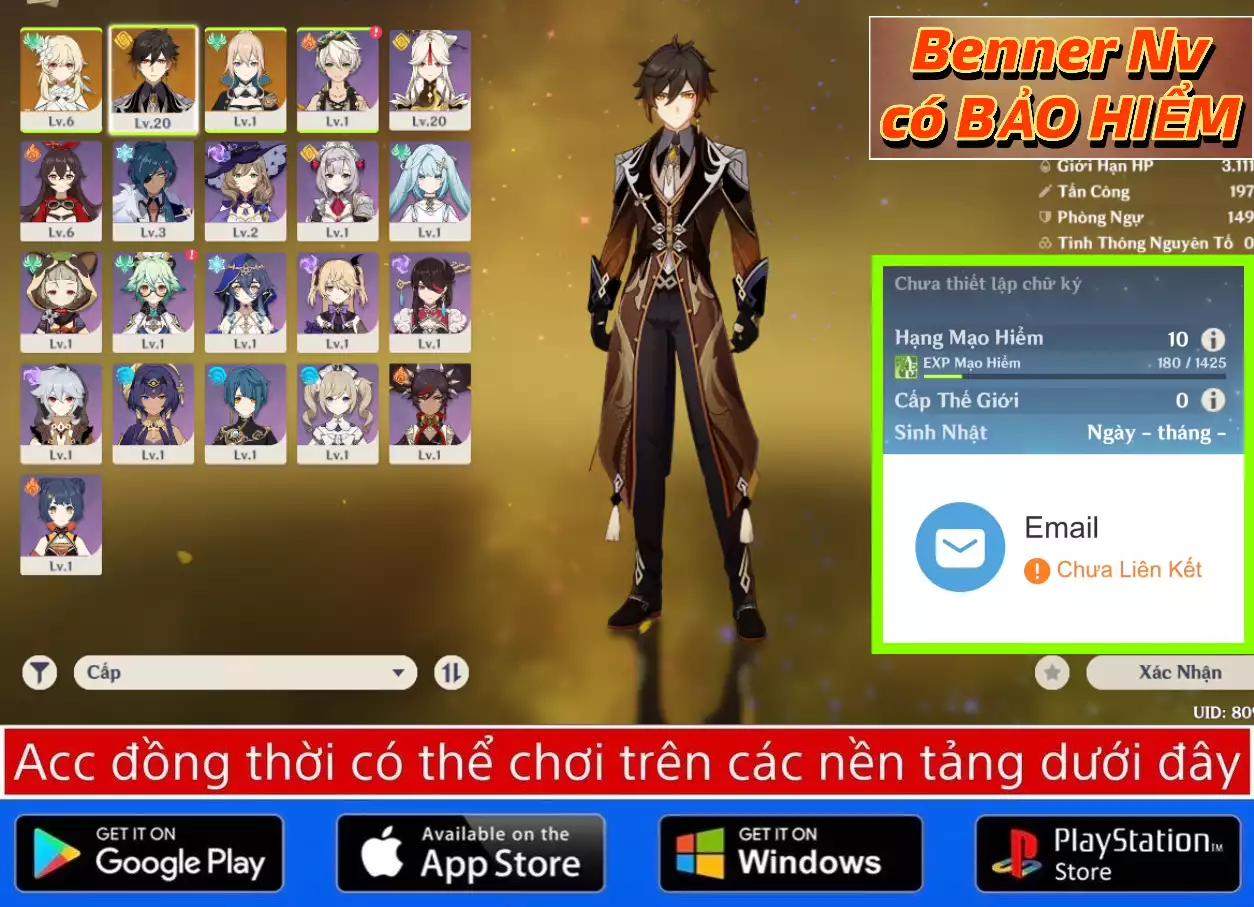 Benner Nv
có BẢO HIỂM
Lv.6
Lv.20
Lv.1
Lv.1
Lv.20
Lv.6
Lv.3
Lv.2
Lv.1
Lv.1
Lv.1
Lv.1
Lv.1
Lv.1
Lv.1
Lv.1
Lv.1
Lv.1
Lv.1
Lv.1
Lv.1
Giới Hạn HP 3.111
Tấn Công 197
Phòng Ngự 149
Tinh Thông Nguyên Tố 0
Chưa thiết lập chữ ký
Hạng Mạo Hiểm 10
EXP Mạo Hiểm 180 / 1425
Cấp Thế Giới 0
Sinh Nhật Ngày - tháng -
Email
Chưa Liên Kết
Cấp
Xác Nhận
UID: 809
Acc đồng thời có thể chơi trên các nền tảng dưới đây
GET IT ON
Google Play
Available on the
App Store
GET IT ON
Windows
PlayStation™
Store